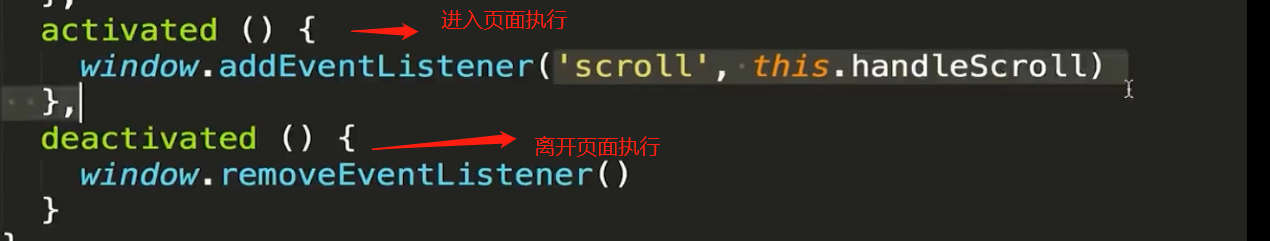 },
activated () {
进入页面执行
window.addEventListener('scroll', this.handleScroll)
},
deactivated () {
离开页面执行
window.removeEventListener()
}
}